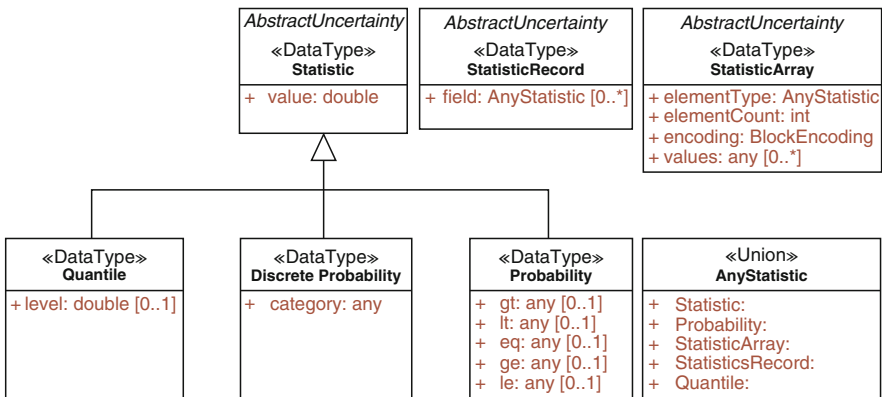 AbstractUncertainty
«DataType»
Statistic
+ value: double
AbstractUncertainty
«DataType»
StatisticRecord
+ field: AnyStatistic [0..*]
AbstractUncertainty
«DataType»
StatisticArray
+ elementType: AnyStatistic
+ elementCount: int
+ encoding: BlockEncoding
+ values: any [0..*]
«DataType»
Quantile
+ level: double [0..1]
«DataType»
Discrete Probability
+ category: any
«DataType»
Probability
+ gt: any [0..1]
+ lt: any [0..1]
+ eq: any [0..1]
+ ge: any [0..1]
+ le: any [0..1]
«Union»
AnyStatistic
+ Statistic:
+ Probability:
+ StatisticArray:
+ StatisticsRecord:
+ Quantile: